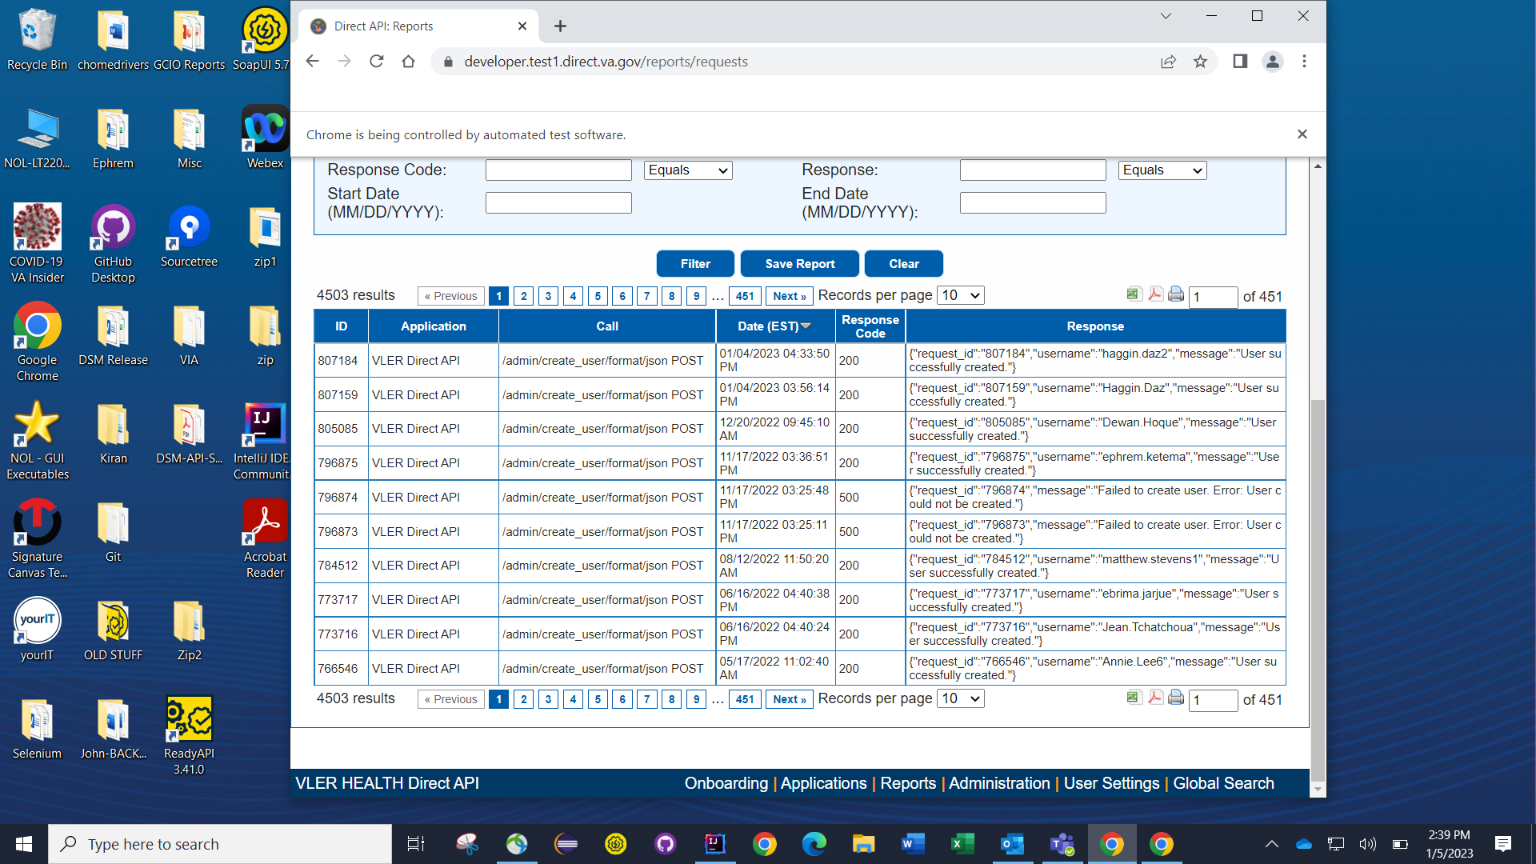 Direct API: Reports
developer.test1.direct.va.gov/reports/requests
Chrome is being controlled by automated test software.
Response Code: Equals Response: Equals
Start Date (MM/DD/YYYY): End Date (MM/DD/YYYY):
Filter Save Report Clear
4503 results « Previous 1 2 3 4 5 6 7 8 9 ... 451 Next » Records per page 10 1 of 451
ID Application Call Date (EST) Response Code Response
807184 VLER Direct API /admin/create_user/format/json POST 01/04/2023 04:33:50 PM 200 {"request_id":"807184","username":"haggin.daz2","message":"User successfully created."}
807159 VLER Direct API /admin/create_user/format/json POST 01/04/2023 03:56:14 PM 200 {"request_id":"807159","username":"Haggin.Daz","message":"User successfully created."}
805085 VLER Direct API /admin/create_user/format/json POST 12/20/2022 09:45:10 AM 200 {"request_id":"805085","username":"Dewan.Hoque","message":"User successfully created."}
796875 VLER Direct API /admin/create_user/format/json POST 11/17/2022 03:36:51 PM 200 {"request_id":"796875","username":"ephrem.ketema","message":"User successfully created."}
796874 VLER Direct API /admin/create_user/format/json POST 11/17/2022 03:25:48 PM 500 {"request_id":"796874","message":"Failed to create user. Error: User could not be created."}
796873 VLER Direct API /admin/create_user/format/json POST 11/17/2022 03:25:11 PM 500 {"request_id":"796873","message":"Failed to create user. Error: User could not be created."}
784512 VLER Direct API /admin/create_user/format/json POST 08/12/2022 11:50:20 AM 200 {"request_id":"784512","username":"matthew.stevens1","message":"User successfully created."}
773717 VLER Direct API /admin/create_user/format/json POST 06/16/2022 04:40:38 PM 200 {"request_id":"773717","username":"ebrima.jarjue","message":"User successfully created."}
773716 VLER Direct API /admin/create_user/format/json POST 06/16/2022 04:40:24 PM 200 {"request_id":"773716","username":"Jean.Tchatchoua","message":"User successfully created."}
766546 VLER Direct API /admin/create_user/format/json POST 05/17/2022 11:02:40 AM 200 {"request_id":"766546","username":"Annie.Lee6","message":"User successfully created."}
4503 results « Previous 1 2 3 4 5 6 7 8 9 ... 451 Next » Records per page 10 1 of 451
VLER HEALTH Direct API Onboarding | Applications | Reports | Administration | User Settings | Global Search
Recycle Bin chomedrivers GCIO Reports SoapUI 5.7
NOL-LT220... Ephrem Misc Webex
COVID-19 VA Insider GitHub Desktop Sourcetree zip1
Google Chrome DSM Release VIA zip
NOL - GUI Executables Kiran DSM-API-S... IntelliJ IDE Communit
IJ
Signature Canvas Te... Git Acrobat Reader
yourIT
yourIT OLD STUFF Zip2
Selenium John-BACK... ReadyAPI 3.41.0
Type here to search
2:39 PM
1/5/2023